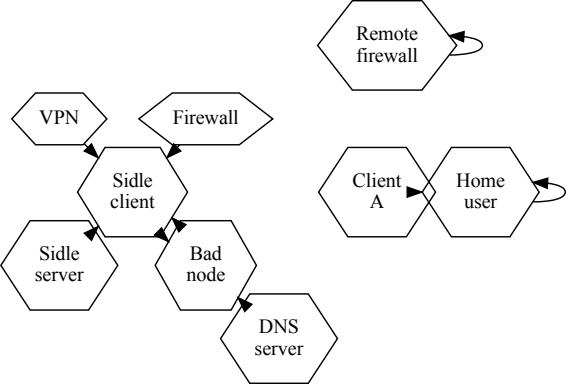 Remote
firewall
VPN
Firewall
Sidle
client
Client
A
Home
user
Sidle
server
Bad
node
DNS
server